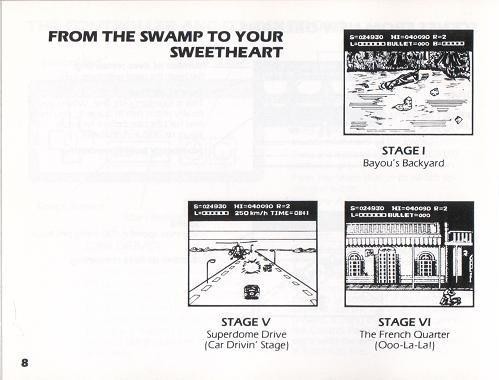 FROM THE SWAMP TO YOUR
SWEETHEART
S=024930 HI=040090 R=2
BULLET=000
STAGE I
Bayou's Backyard
S=024930 HI=040090 R=2
250 km/h TIME=0841
S=024930 HI=040090 R=2
BULLET=000
STAGE V
Superdome Drive
(Car Drivin' Stage)
STAGE VI
The French Quarter
(Ooo-La-La!)
8